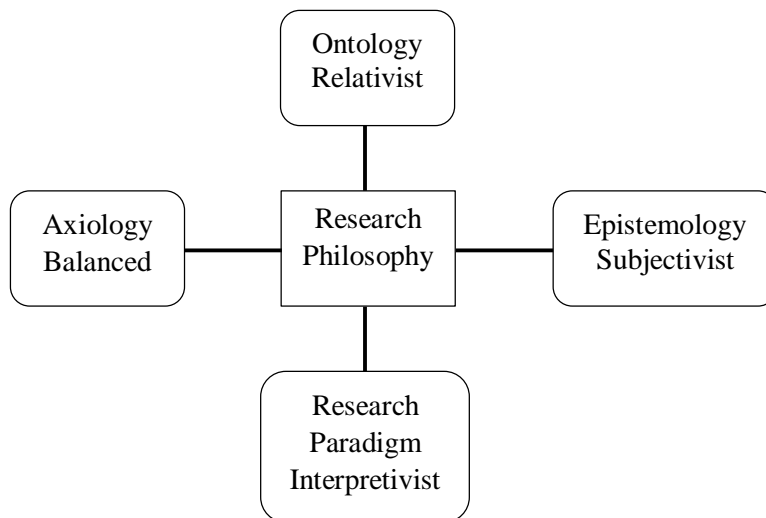 Ontology
Relativist
Axiology
Balanced
Research
Philosophy
Epistemology
Subjectivist
Research
Paradigm
Interpretivist